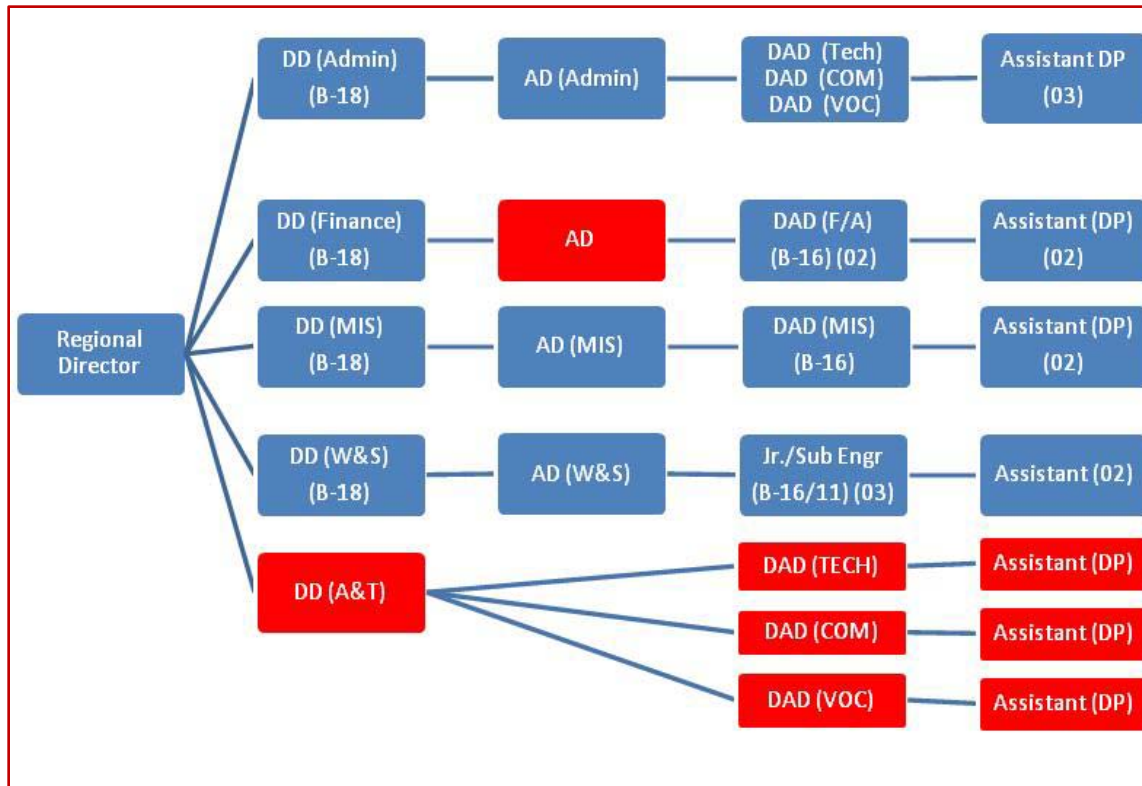 DD (Admin)
(B-18)
AD (Admin)
DAD (Tech)
DAD (COM)
DAD (VOC)
Assistant DP
(03)
DD (Finance)
(B-18)
AD
DAD (F/A)
(B-16) (02)
Assistant (DP)
(02)
Regional
Director
DD (MIS)
(B-18)
AD (MIS)
DAD (MIS)
(B-16)
Assistant (DP)
(02)
DD (W&S)
(B-18)
AD (W&S)
Jr./Sub Engr
(B-16/11) (03)
Assistant (02)
DD (A&T)
DAD (TECH)
Assistant (DP)
DAD (COM)
Assistant (DP)
DAD (VOC)
Assistant (DP)